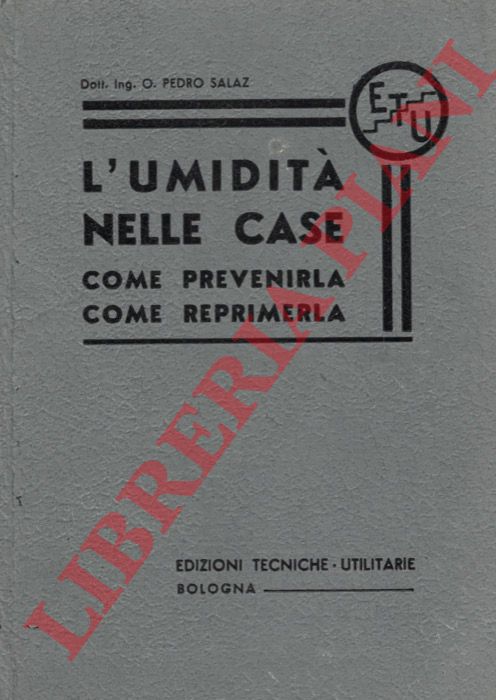 Dott. Ing. O. PEDRO SALAZ
ETU
L'UMIDITÀ
NELLE CASE
COME PREVENIRLA
COME REPRIMERLA
EDIZIONI TECNICHE - UTILITARIE
BOLOGNA
LIBRERIA PIANI